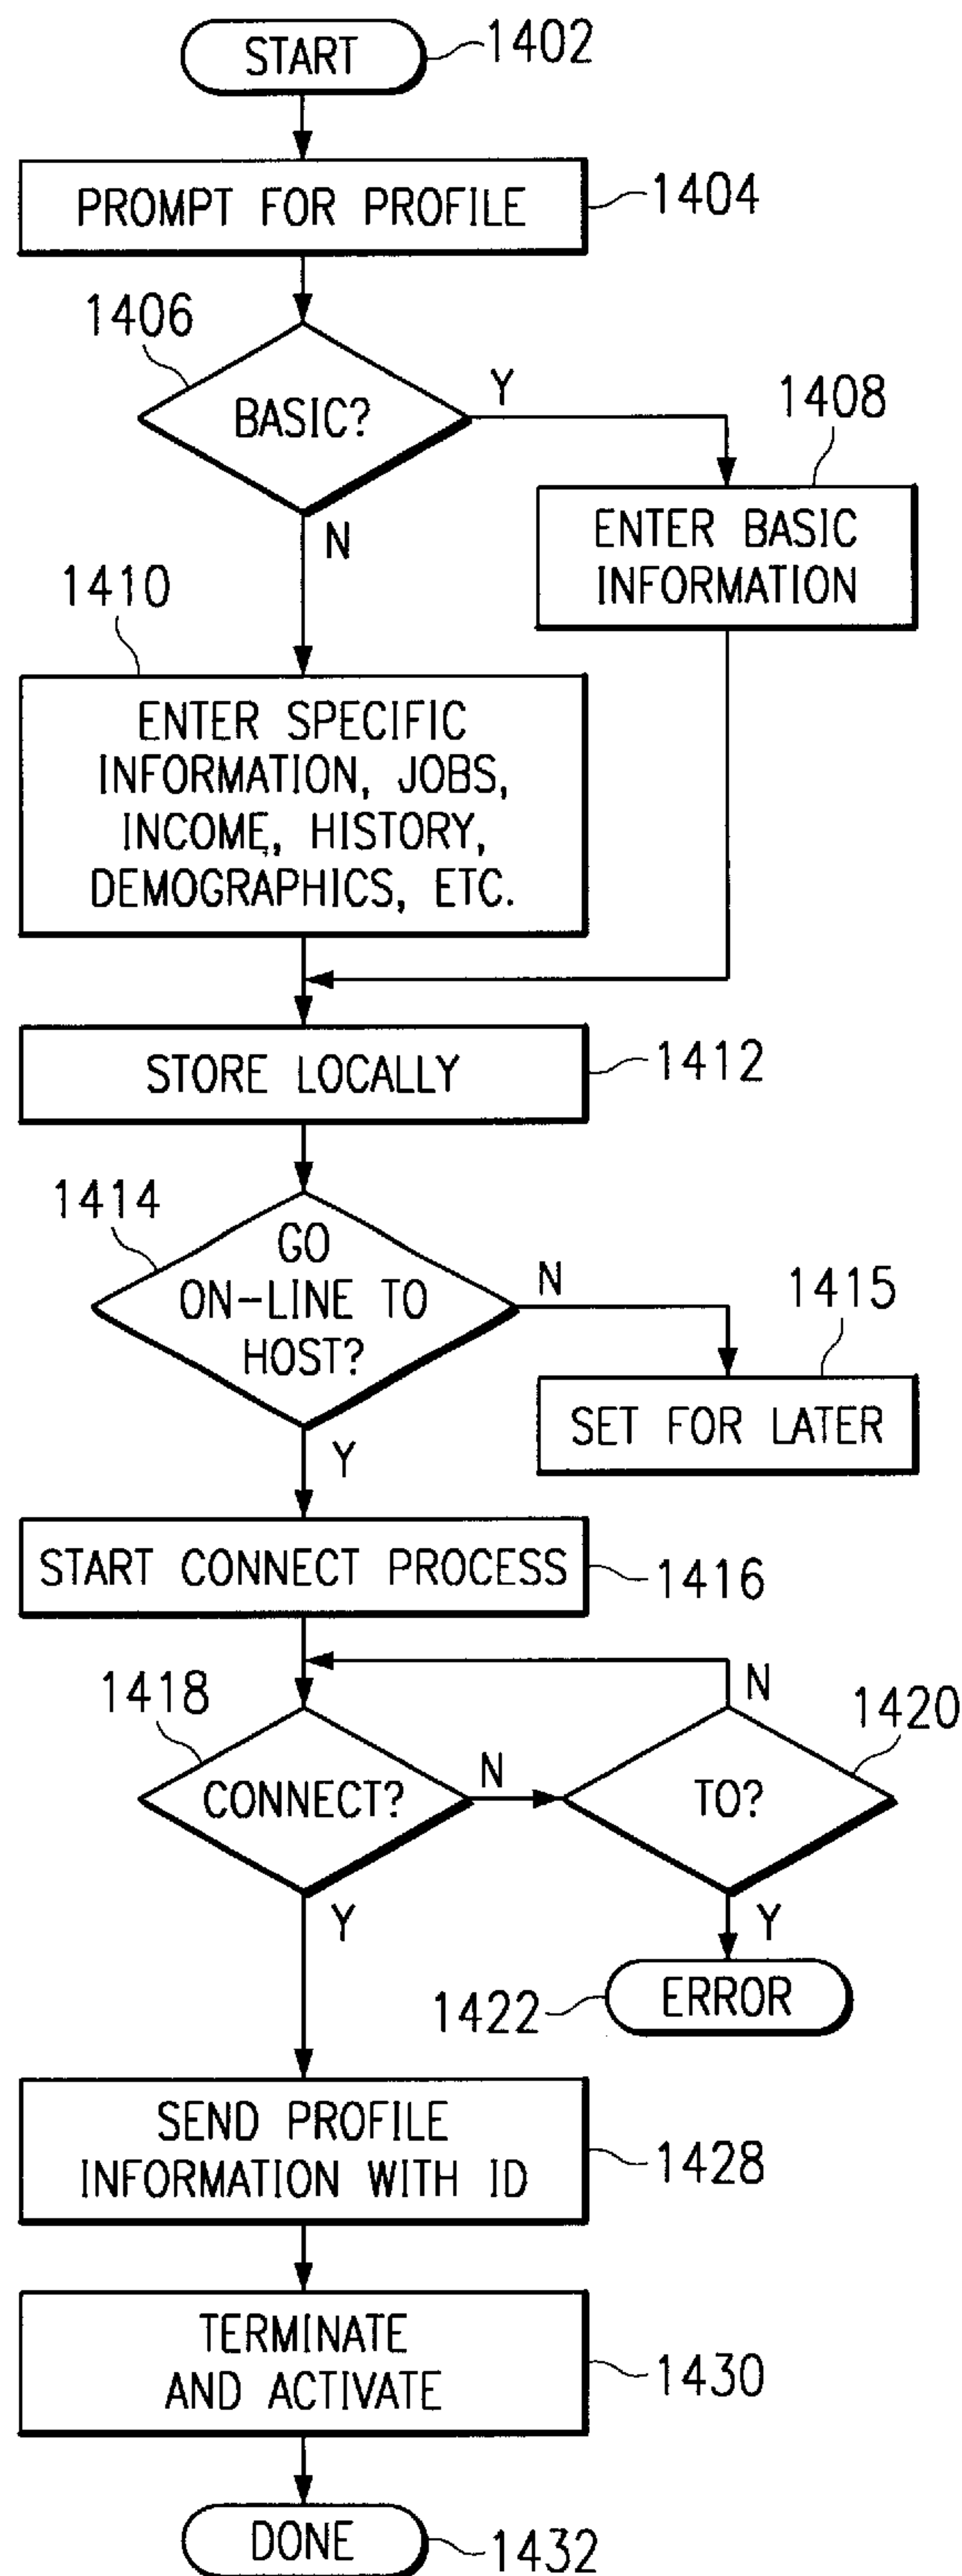 START
1402
PROMPT FOR PROFILE
1404
1406
BASIC?
Y
N
1408
ENTER BASIC
INFORMATION
1410
ENTER SPECIFIC
INFORMATION, JOBS,
INCOME, HISTORY,
DEMOGRAPHICS, ETC.
STORE LOCALLY
1412
1414
GO
ON-LINE TO
HOST?
N
Y
1415
SET FOR LATER
START CONNECT PROCESS
1416
1418
CONNECT?
N
Y
1420
TO?
N
Y
1422
ERROR
SEND PROFILE
INFORMATION WITH ID
1428
TERMINATE
AND ACTIVATE
1430
DONE
1432